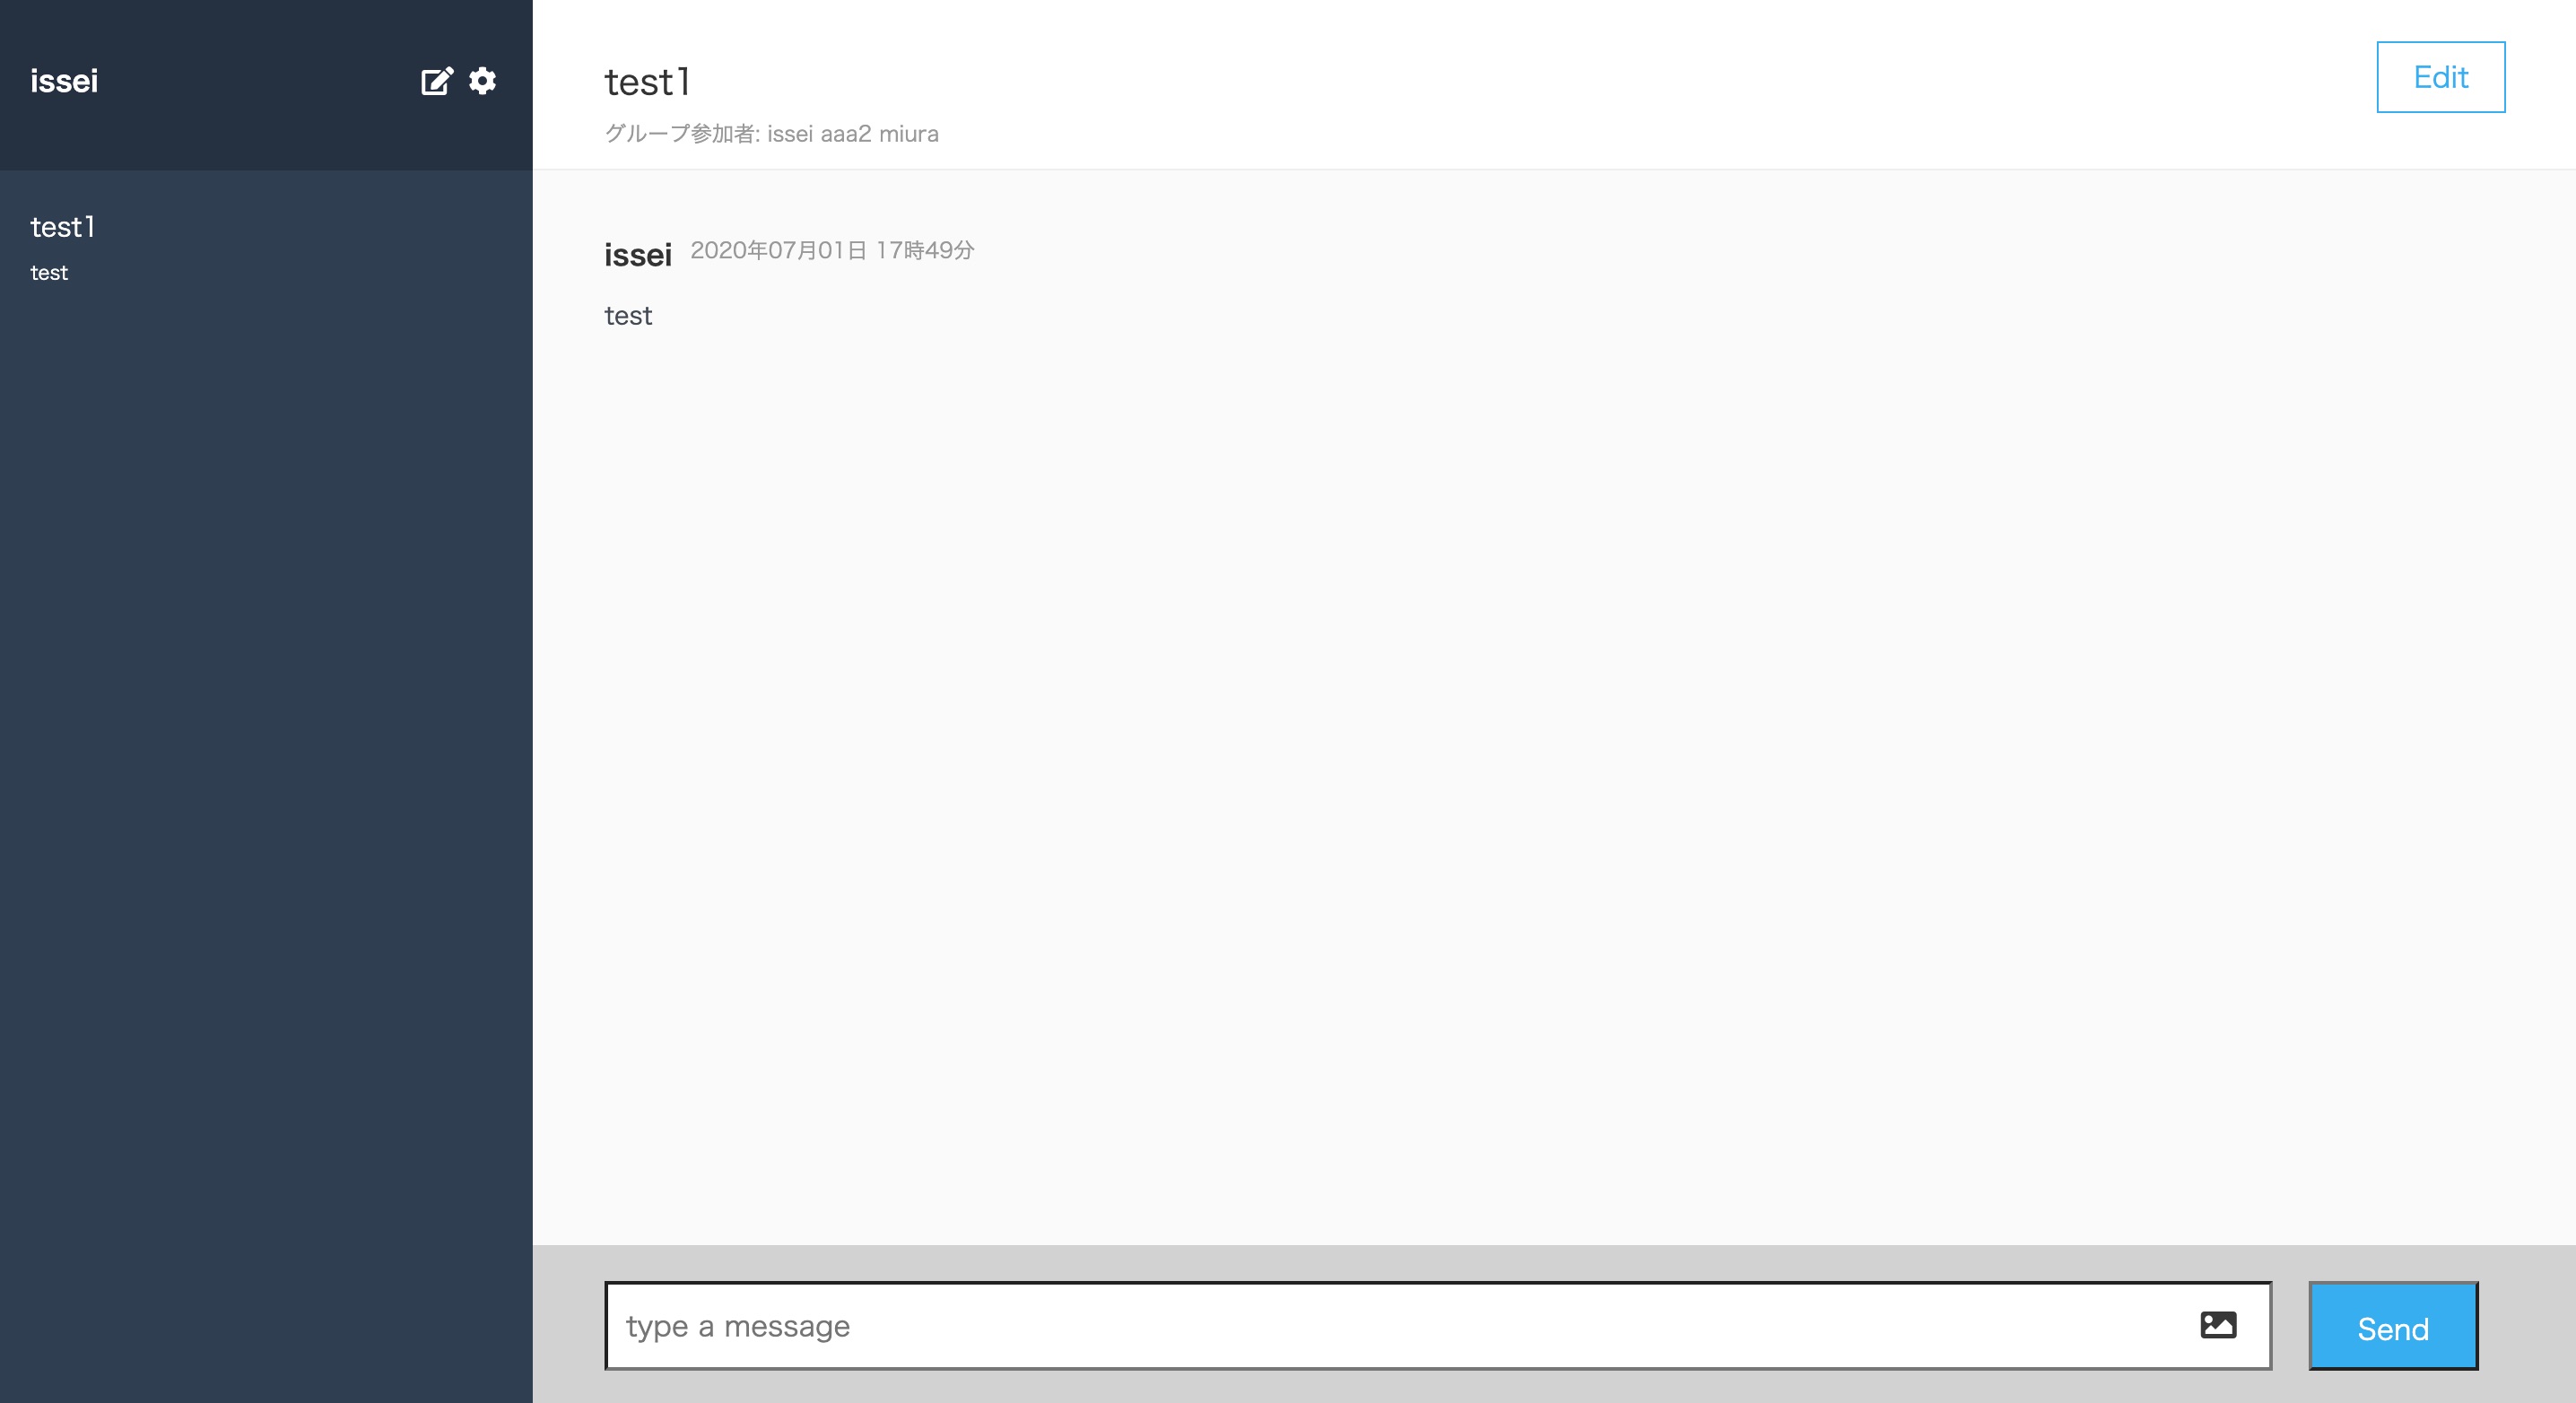 issei
test1
test
test1
グループ参加者: issei aaa2 miura
Edit
issei 2020年07月01日 17時49分
test
type a message
Send